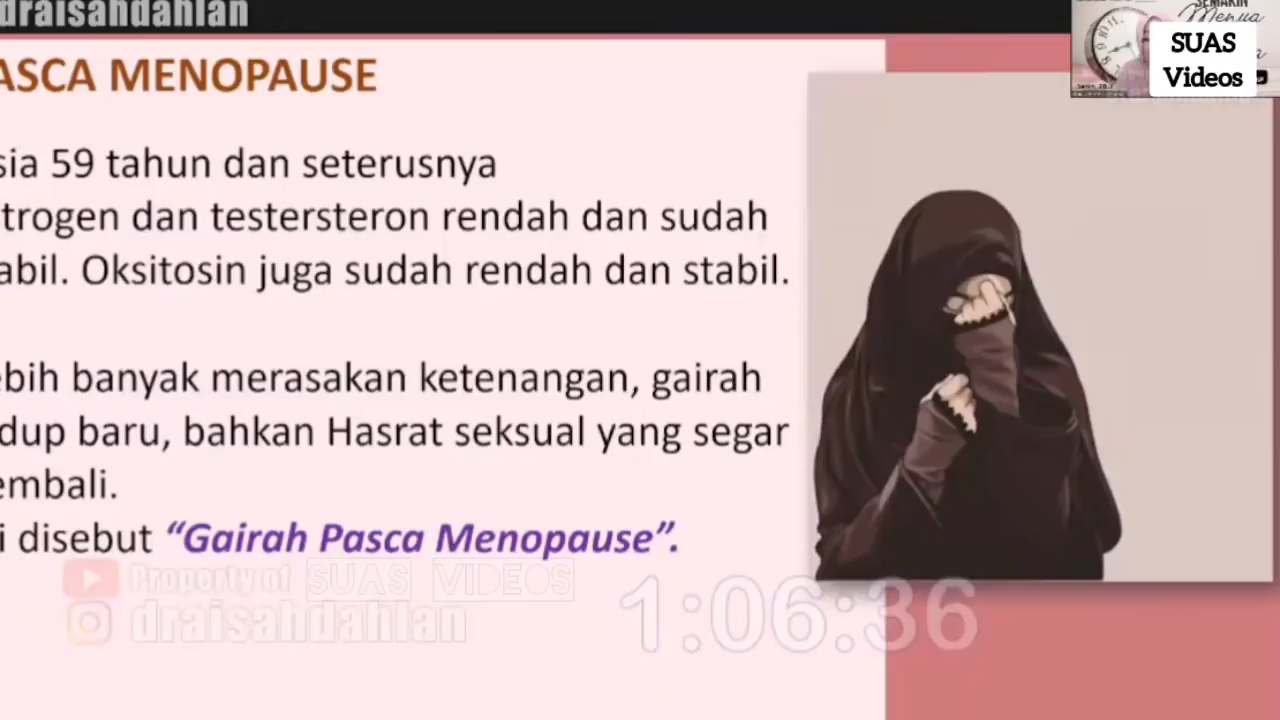 draisahdahlan
SEMAKIN
Menua
SUAS
Videos
ASCA MENOPAUSE
sia 59 tahun dan seterusnya
trogen dan testersteron rendah dan sudah
abil. Oksitosin juga sudah rendah dan stabil.
ebih banyak merasakan ketenangan, gairah
dup baru, bahkan Hasrat seksual yang segar
embali.
i disebut “Gairah Pasca Menopause”.
Property of SUAS VIDEOS
draisahdahlan
1:06:36